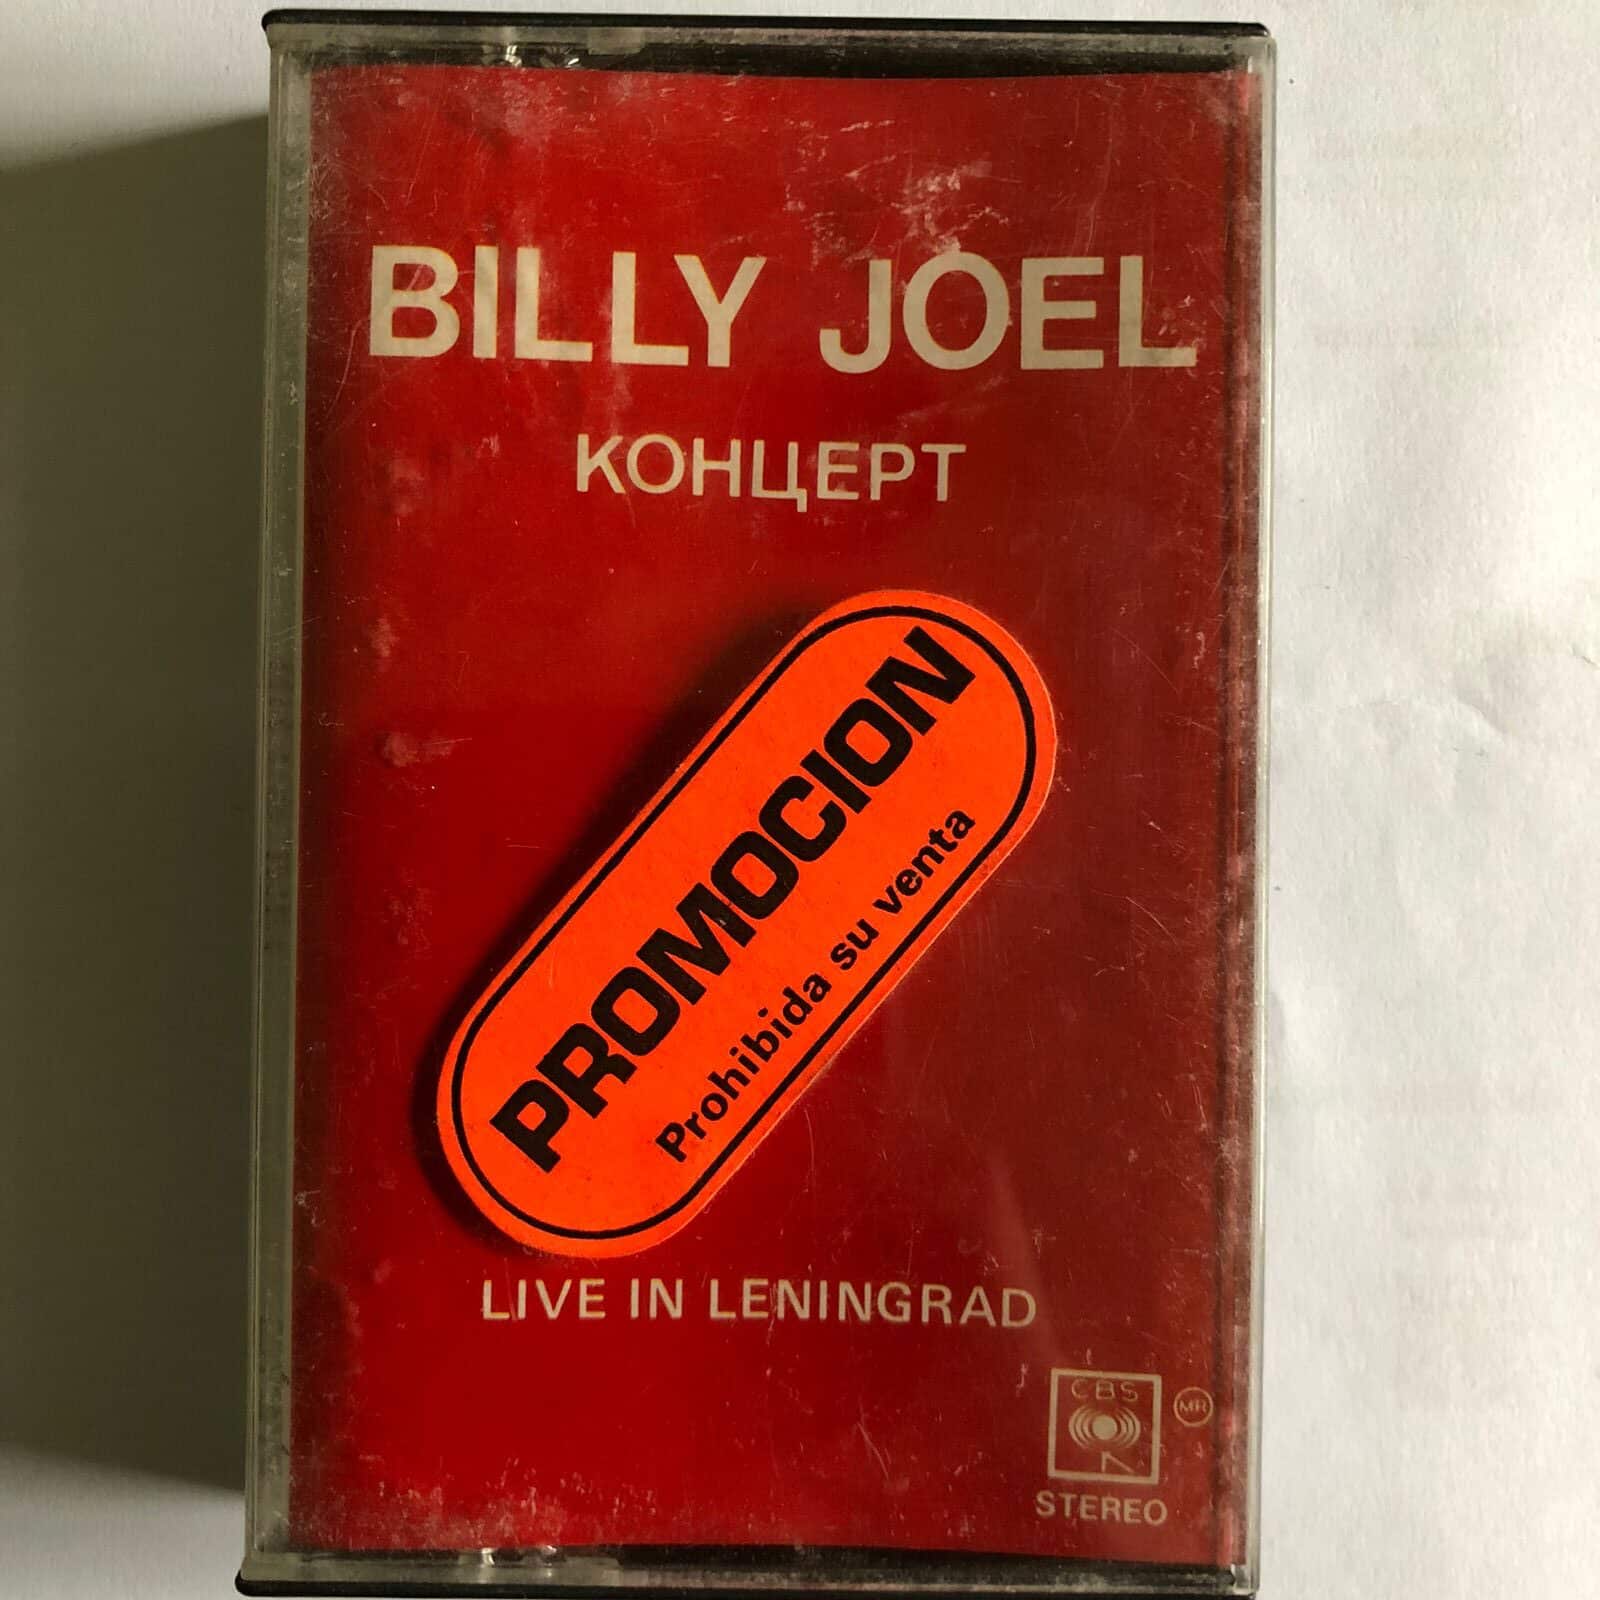 BILLY JOEL
КОНЦЕРТ
PROMOCION
Prohibida su venta
LIVE IN LENINGRAD
CBS
MR
STEREO